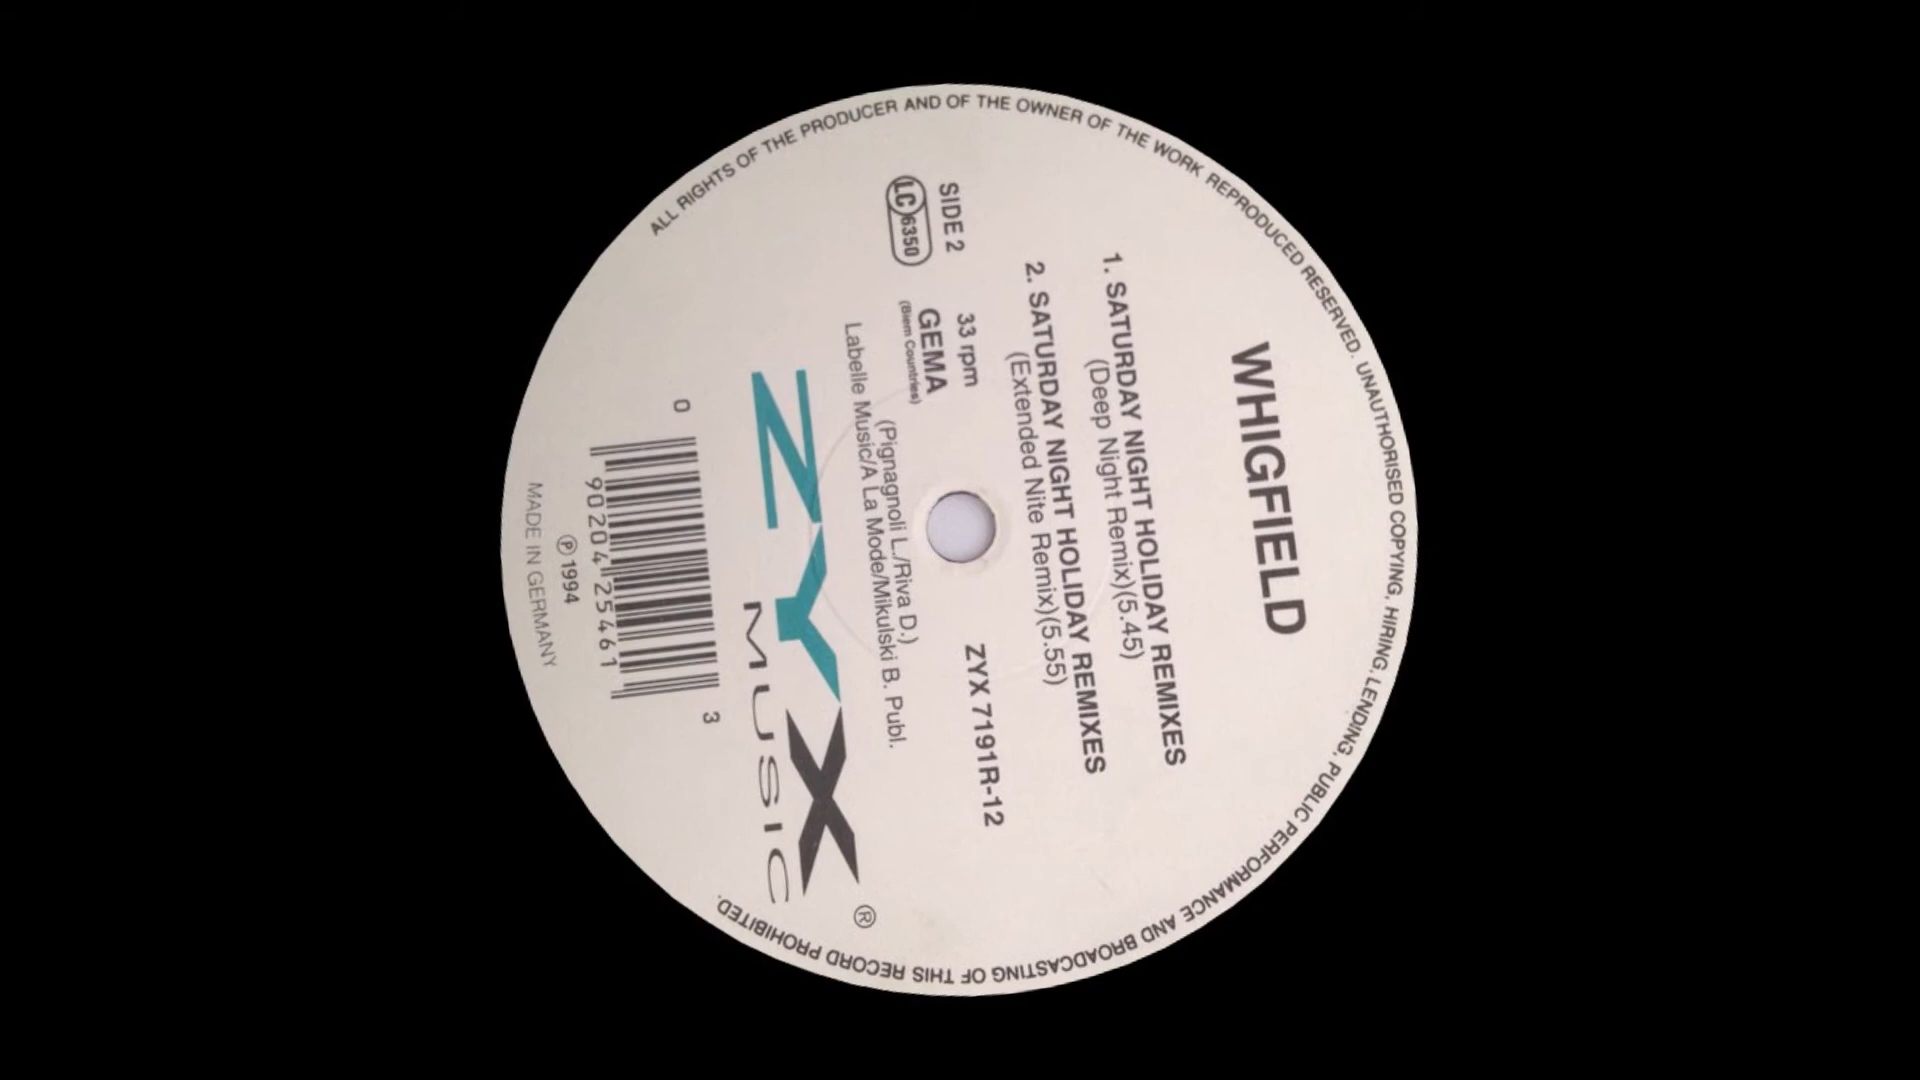 ALL RIGHTS OF THE PRODUCER AND OF THE OWNER OF THE WORK REPRODUCED RESERVED. UNAUTHORISED COPYING, HIRING, LENDING, PUBLIC PERFORMANCE AND BROADCASTING OF THIS RECORD PROHIBITED.
WHIGFIELD
1. SATURDAY NIGHT HOLIDAY REMIXES
(Deep Night Remix)(5.45)
2. SATURDAY NIGHT HOLIDAY REMIXES
(Extended Nite Remix)(5.55)
SIDE 2
33 rpm
ZYX 7191R-12
LC 6350
GEMA
(Biem Countries)
(Pignagnoli L./Riva D.)
Labelle Music/A La Mode/Mikulski B. Publ.
ZYX ®
MUSIC
0 90204 25461 3
℗ 1994
MADE IN GERMANY